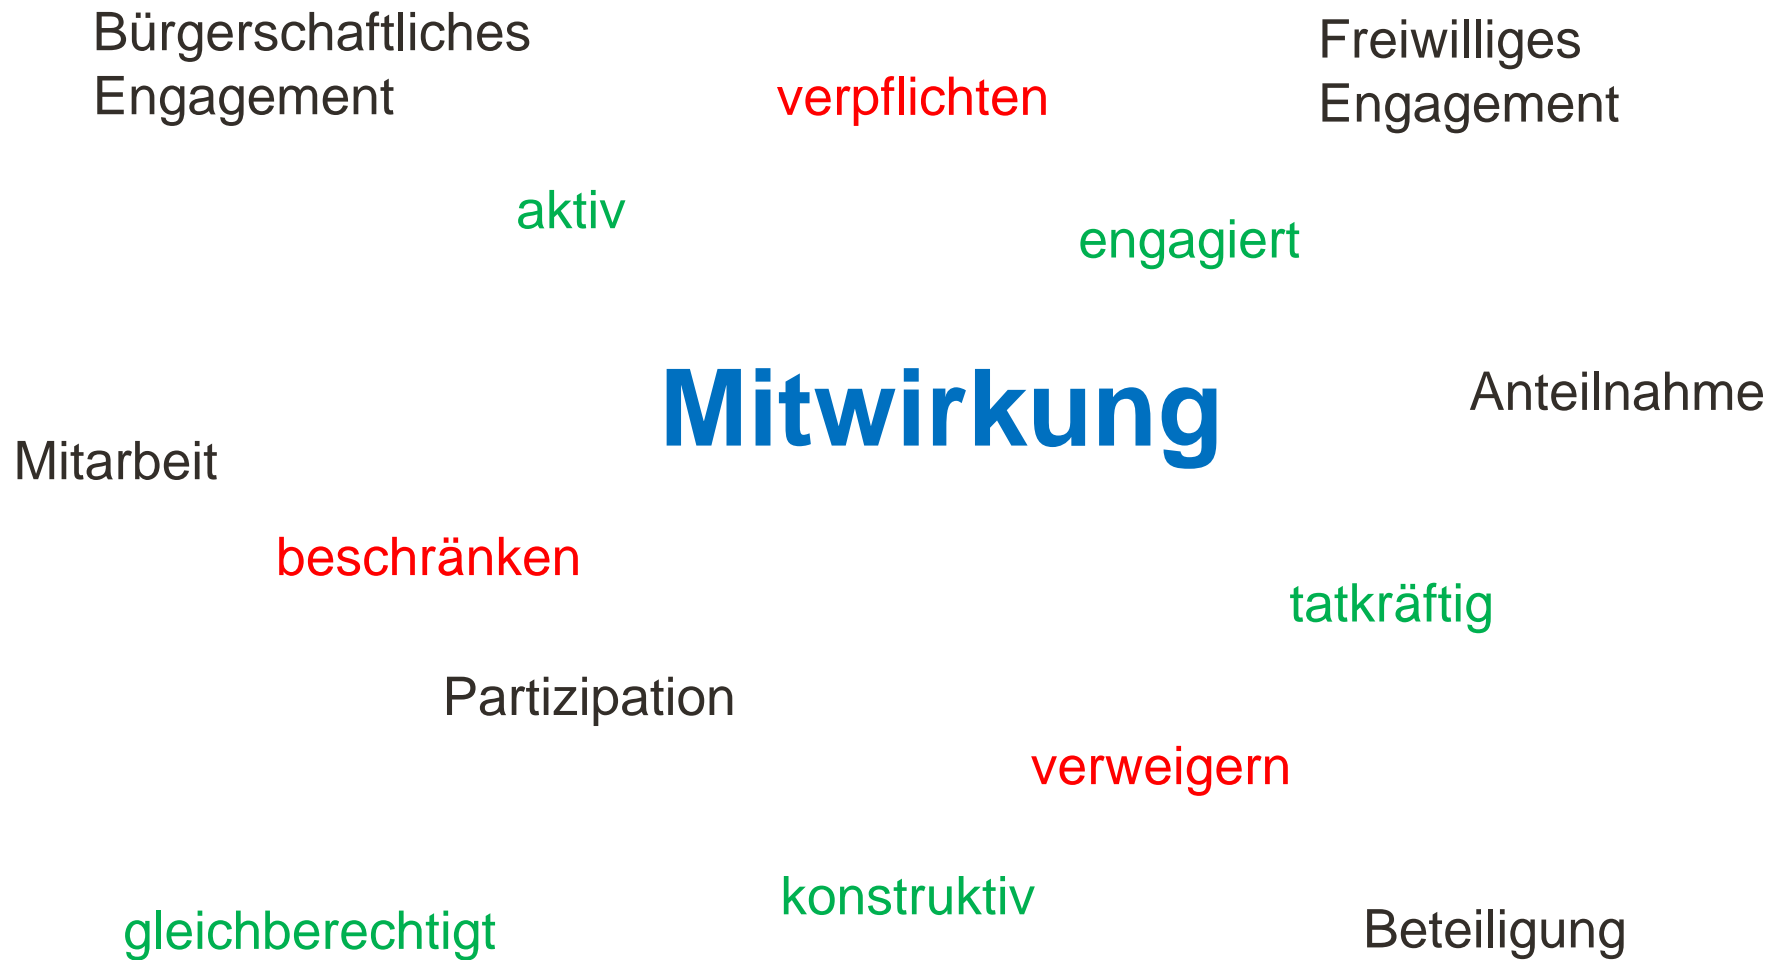 Bürgerschaftliches
Engagement
Freiwilliges
Engagement
verpflichten
aktiv
engagiert
Mitwirkung
Anteilnahme
Mitarbeit
beschränken
tatkräftig
Partizipation
verweigern
konstruktiv
gleichberechtigt
Beteiligung